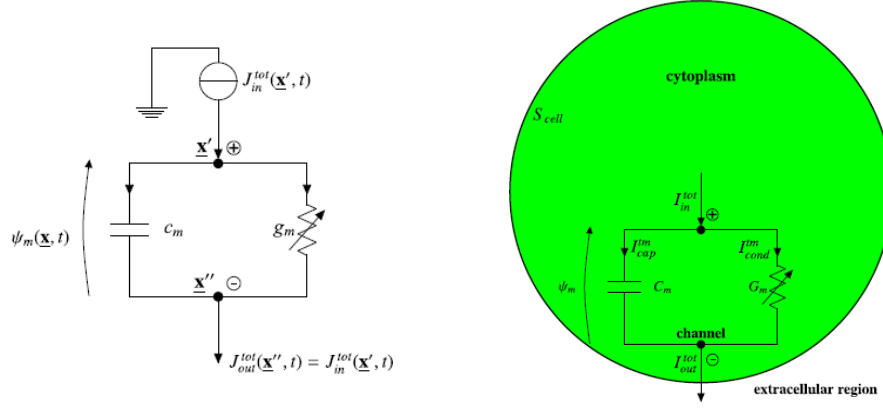 J_in^tot(x′, t)
x′ ⊕
ψ_m(x, t)
c_m
g_m
x″ ⊖
J_out^tot(x″, t) = J_in^tot(x′, t)
cytoplasm
S_cell
I_in^tot
⊕
I_cap^tm
I_cond^tm
ψ_m
C_m
G_m
channel
I_out^tot
⊖
extracellular region